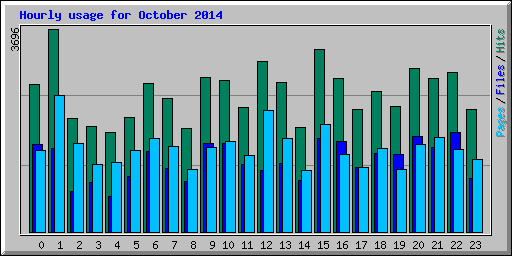 Hourly usage for October 2014
3696
Pages/Files/Hits
0 1 2 3 4 5 6 7 8 9 10 11 12 13 14 15 16 17 18 19 20 21 22 23